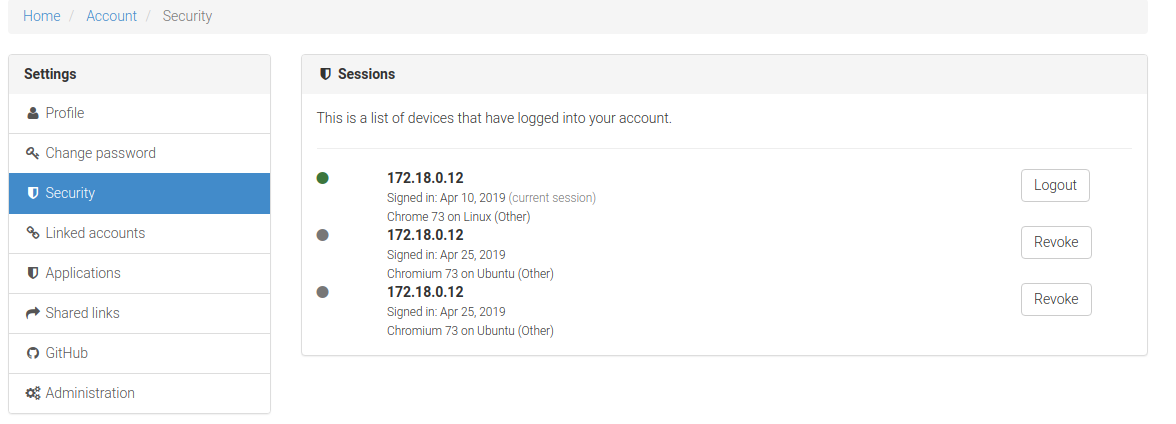 Home / Account / Security
Settings
Profile
Change password
Security
Linked accounts
Applications
Shared links
GitHub
Administration
Sessions
This is a list of devices that have logged into your account.
172.18.0.12
Signed in: Apr 10, 2019 (current session)
Chrome 73 on Linux (Other)
Logout
172.18.0.12
Signed in: Apr 25, 2019
Chromium 73 on Ubuntu (Other)
Revoke
172.18.0.12
Signed in: Apr 25, 2019
Chromium 73 on Ubuntu (Other)
Revoke